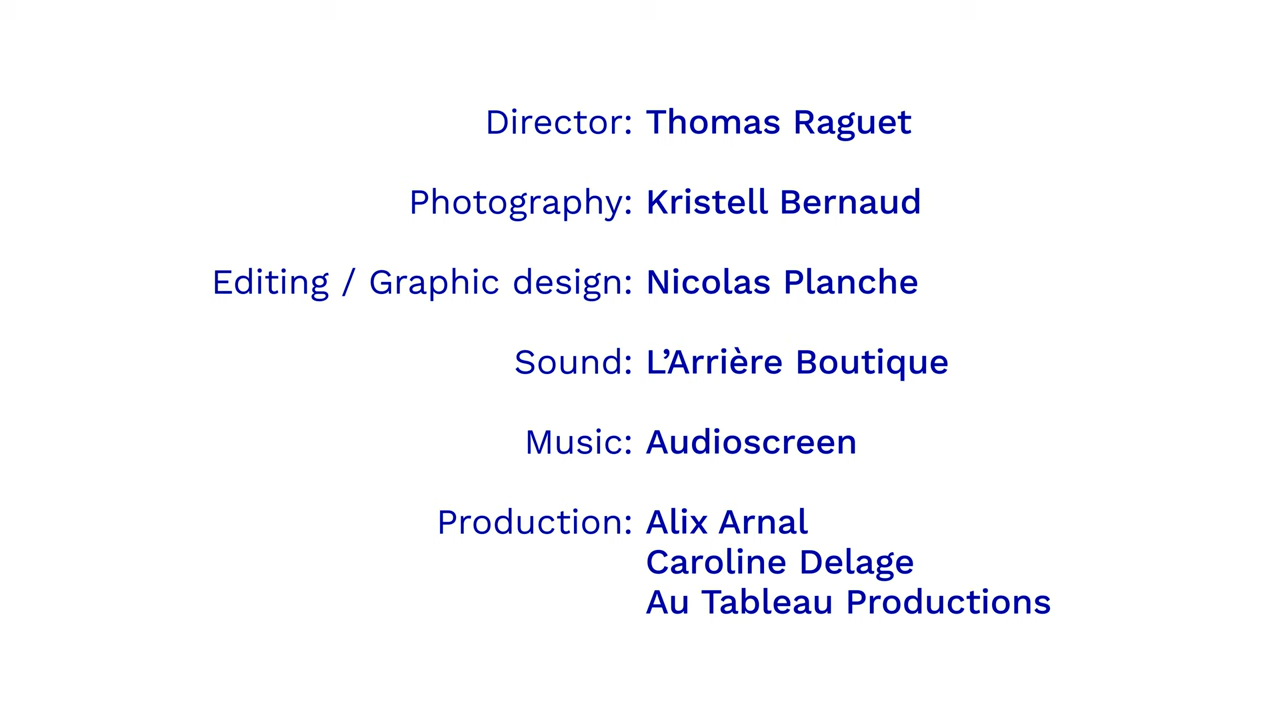 Director: Thomas Raguet
Photography: Kristell Bernaud
Editing / Graphic design: Nicolas Planche
Sound: L’Arrière Boutique
Music: Audioscreen
Production: Alix Arnal
Caroline Delage
Au Tableau Productions